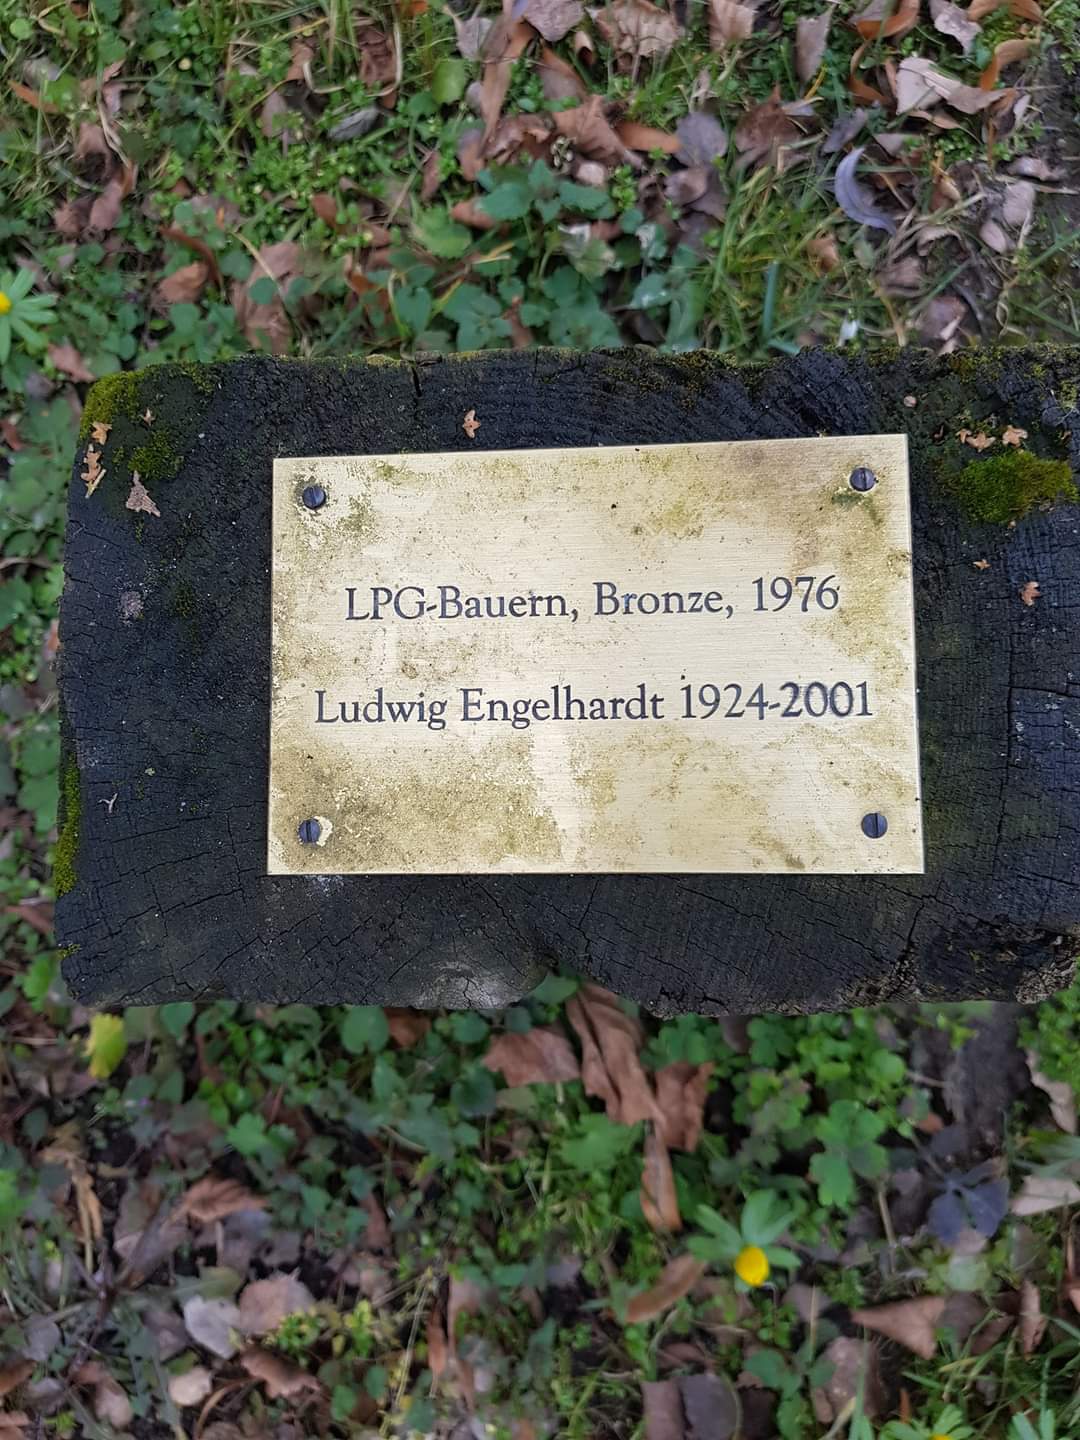 LPG-Bauern, Bronze, 1976
Ludwig Engelhardt 1924-2001